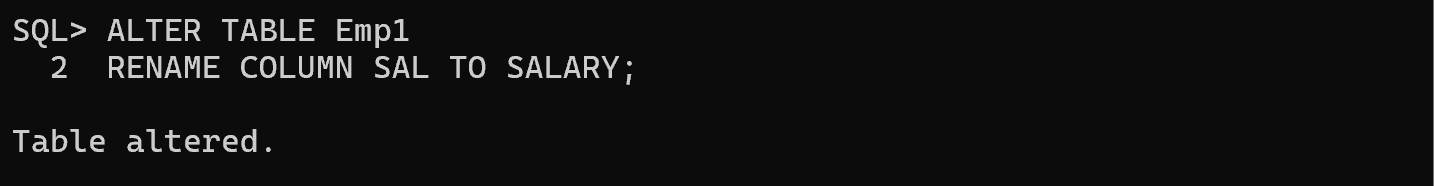 SQL> ALTER TABLE Emp1
  2  RENAME COLUMN SAL TO SALARY;
Table altered.